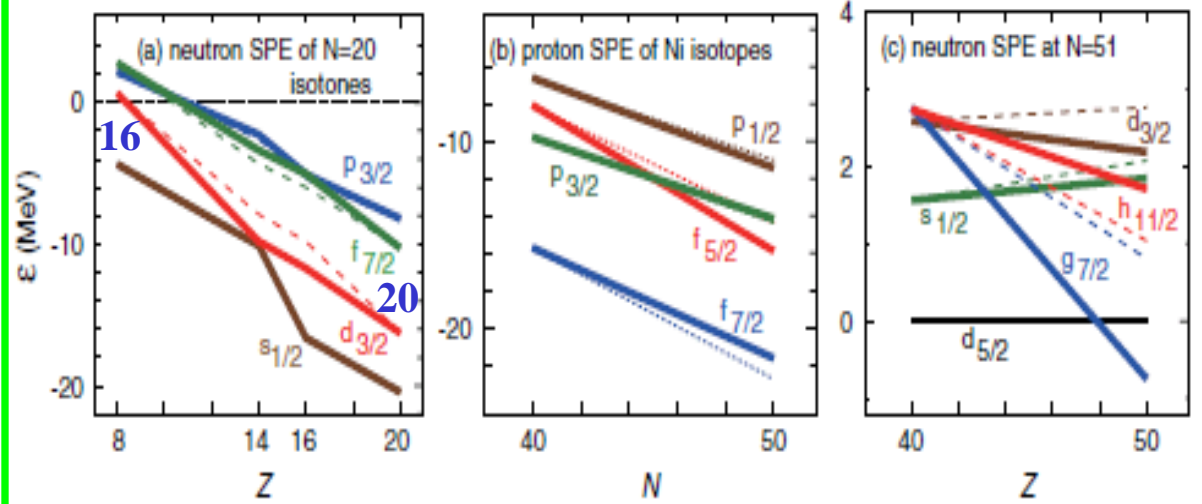 (a) neutron SPE of N=20
isotones
ε (MeV)
0
-10
-20
16
20
p3/2
f7/2
d3/2
s1/2
8
14
16
20
Z
(b) proton SPE of Ni isotopes
-10
-20
p1/2
p3/2
f5/2
f7/2
40
50
N
(c) neutron SPE at N=51
4
2
0
d3/2
s1/2
h11/2
g7/2
d5/2
40
50
Z